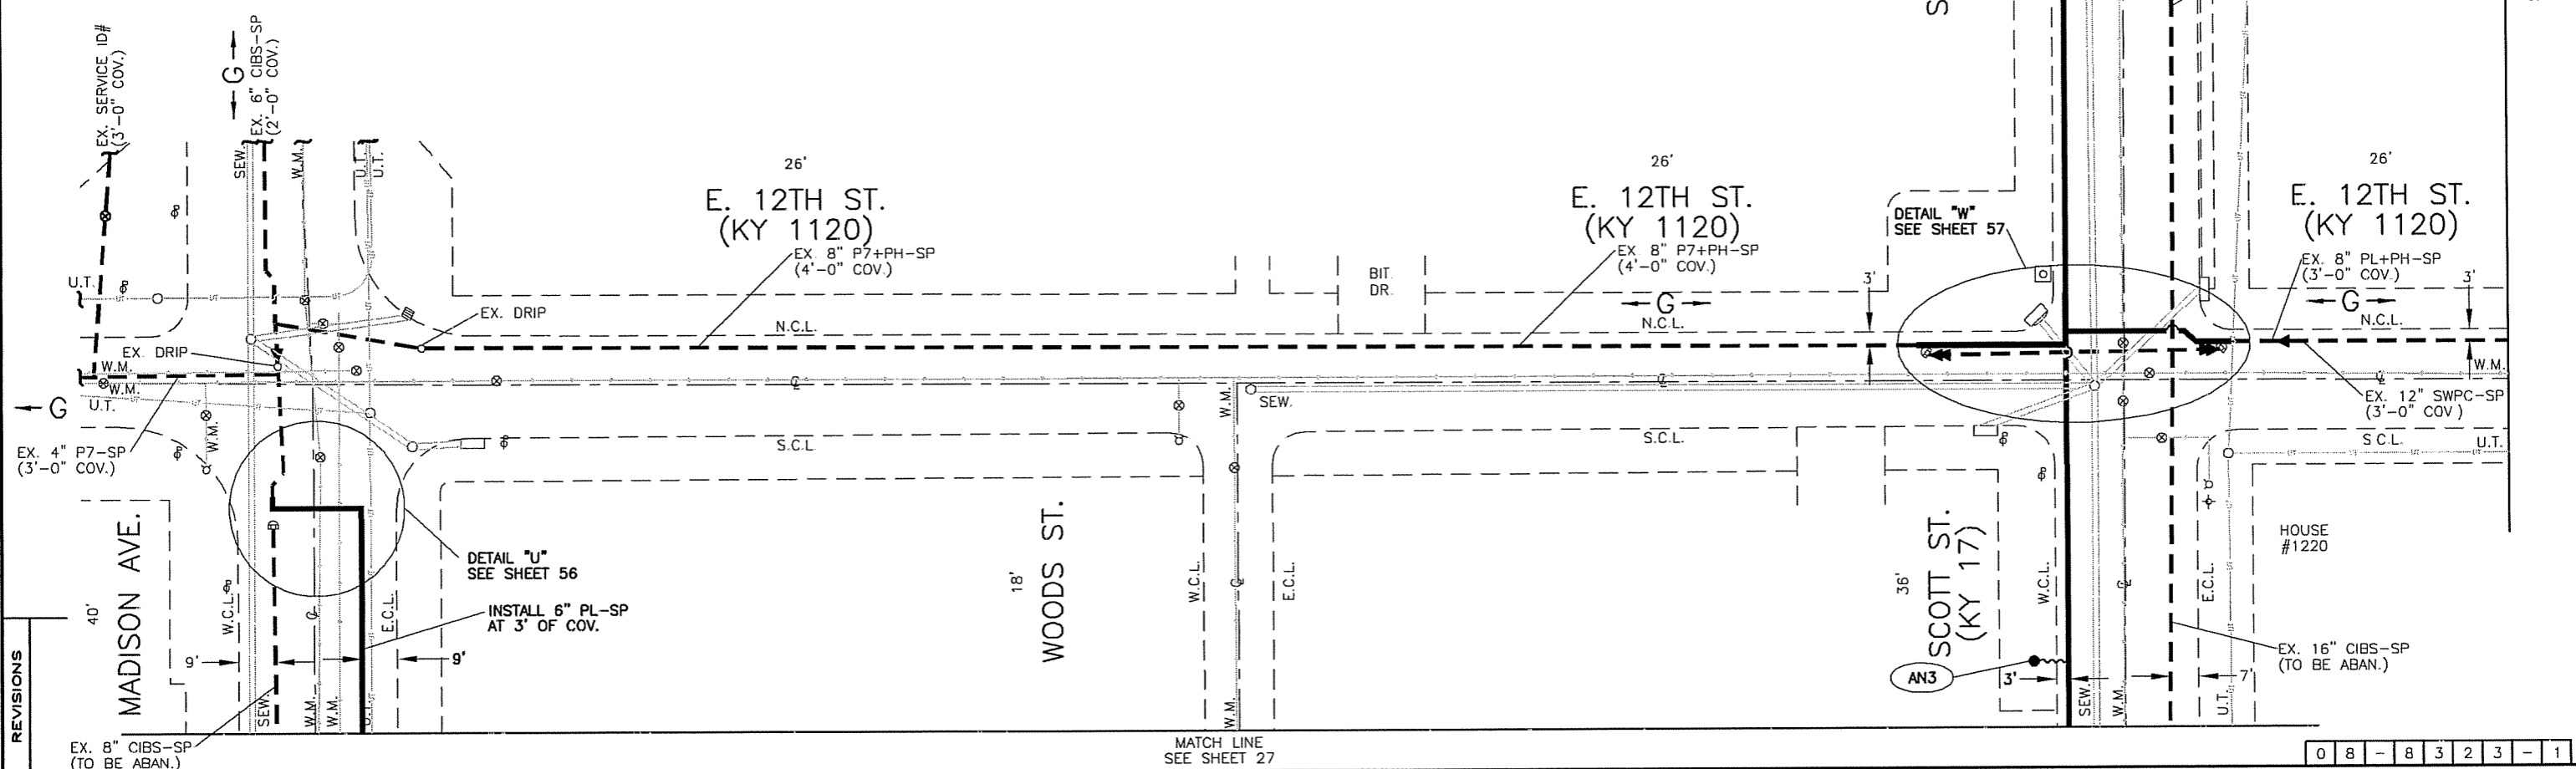 EX. SERVICE ID#
(3'-0" COV.)
G
EX. 6" CIBS-SP
(2'-0" COV.)
SEW.
W.M.
U.T.
U.T.
S
26'
E. 12TH ST.
(KY 1120)
EX. 8" P7+PH-SP
(4'-0" COV.)
26'
E. 12TH ST.
(KY 1120)
EX. 8" P7+PH-SP
(4'-0" COV.)
DETAIL "W"
SEE SHEET 57
26'
E. 12TH ST.
(KY 1120)
EX. 8" PL+PH-SP
(3'-0" COV.)
BIT.
DR.
3'
3'
U.T.
EX. DRIP
N.C.L.
G
N.C.L.
G
N.C.L.
EX. DRIP
W.M.
W.M.
U.T.
G
W.M.
EX. 12" SWPC-SP
(3'-0" COV.)
W.M.
SEW.
W.M.
EX. 4" P7-SP
(3'-0" COV.)
S.C.L.
S.C.L.
S.C.L.
U.T.
40'
MADISON AVE.
W.C.L.
E.C.L.
DETAIL "U"
SEE SHEET 56
INSTALL 6" PL-SP
AT 3' OF COV.
9'
9'
SEW.
W.M.
W.M.
U.T.
EX. 8" CIBS-SP
(TO BE ABAN.)
18'
WOODS ST.
W.C.L.
E.C.L.
W.M.
36'
SCOTT ST.
(KY 17)
W.C.L.
E.C.L.
HOUSE
#1220
EX. 16" CIBS-SP
(TO BE ABAN.)
AN3
3'
7'
SEW.
W.M.
U.T.
REVISIONS
MATCH LINE
SEE SHEET 27
08-8323-1